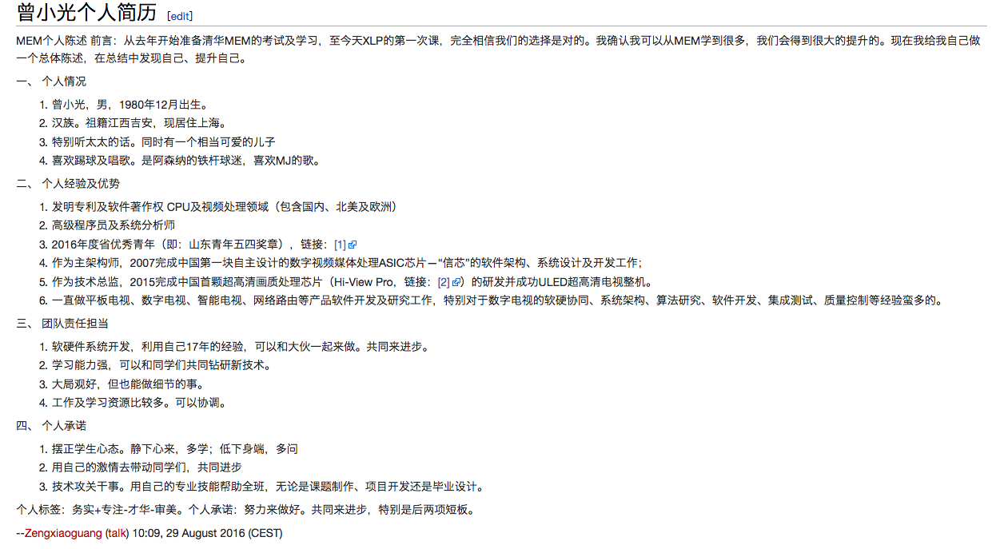 曾小光个人简历 [edit]
MEM个人陈述 前言：从去年开始准备清华MEM的考试及学习，至今天XLP的第一次课，完全相信我们的选择是对的。我确认我可以从MEM学到很多，我们会得到很大的提升的。现在我给我自己做
一个总体陈述，在总结中发现自己、提升自己。
一、 个人情况
1. 曾小光，男，1980年12月出生。
2. 汉族。祖籍江西吉安，现居住上海。
3. 特别听太太的话。同时有一个相当可爱的儿子
4. 喜欢踢球及唱歌。是阿森纳的铁杆球迷，喜欢MJ的歌。
二、 个人经验及优势
1. 发明专利及软件著作权 CPU及视频处理领域（包含国内、北美及欧洲）
2. 高级程序员及系统分析师
3. 2016年度省优秀青年（即：山东青年五四奖章），链接：[1]
4. 作为主架构师，2007完成中国第一块自主设计的数字视频媒体处理ASIC芯片—“信芯”的软件架构、系统设计及开发工作；
5. 作为技术总监，2015完成中国首颗超高清画质处理芯片（Hi-View Pro，链接：[2]）的研发并成功ULED超高清电视整机。
6. 一直做平板电视、数字电视、智能电视、网络路由等产品软件开发及研究工作，特别对于数字电视的软硬协同、系统架构、算法研究、软件开发、集成测试、质量控制等经验蛮多的。
三、 团队责任担当
1. 软硬件系统开发，利用自己17年的经验，可以和大伙一起来做。共同来进步。
2. 学习能力强，可以和同学们共同钻研新技术。
3. 大局观好，但也能做细节的事。
4. 工作及学习资源比较多。可以协调。
四、 个人承诺
1. 摆正学生心态。静下心来，多学；低下身端，多问
2. 用自己的激情去带动同学们，共同进步
3. 技术攻关干事。用自己的专业技能帮助全班，无论是课题制作、项目开发还是毕业设计。
个人标签：务实+专注-才华-审美。个人承诺：努力来做好。共同来进步，特别是后两项短板。
--Zengxiaoguang (talk) 10:09, 29 August 2016 (CEST)